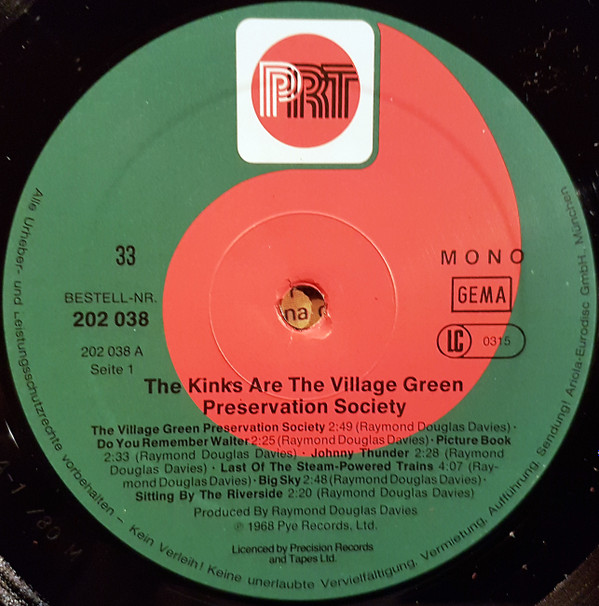 PRT
33
MONO
GEMA
BESTELL-NR.
202 038
LC 0315
202 038 A
Seite 1
The Kinks Are The Village Green
Preservation Society
The Village Green Preservation Society 2:49 (Raymond Douglas Davies) ·
Do You Remember Walter 2:25 (Raymond Douglas Davies) · Picture Book
2:33 (Raymond Douglas Davies) · Johnny Thunder 2:28 (Raymond
Douglas Davies) · Last Of The Steam-Powered Trains 4:07 (Ray-
mond Douglas Davies) · Big Sky 2:48 (Raymond Douglas Davies) ·
Sitting By The Riverside 2:20 (Raymond Douglas Davies)
Produced By Raymond Douglas Davies
℗ 1968 Pye Records, Ltd.
Licenced by Precision Records
and Tapes Ltd.
Alle Urheber- und Leistungsschutzrechte vorbehalten – Kein Verleih! Keine unerlaubte Vervielfältigung, Vermietung, Aufführung, Sendung! Ariola-Eurodisc GmbH., München
na